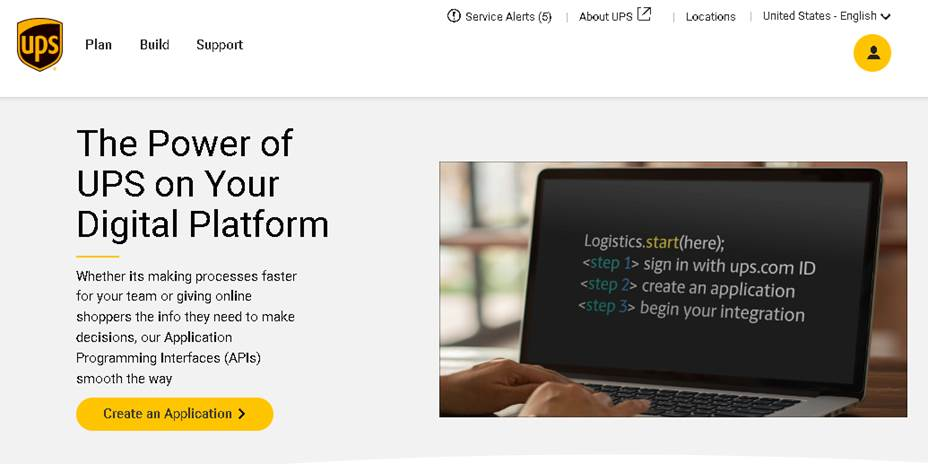 Service Alerts (5)
About UPS
Locations
United States - English
ups
Plan
Build
Support
The Power of
UPS on Your
Digital Platform
Whether its making processes faster
for your team or giving online
shoppers the info they need to make
decisions, our Application
Programming Interfaces (APIs)
smooth the way
Create an Application
Logistics.start(here);
<step 1> sign in with ups.com ID
<step 2> create an application
<step 3> begin your integration